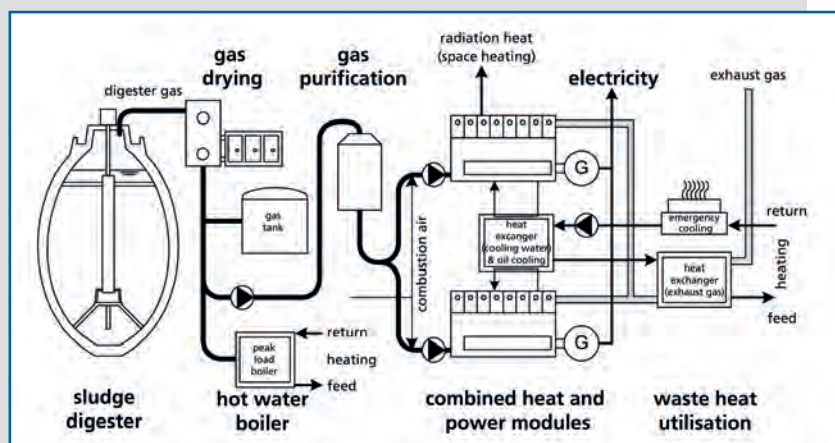 gas
drying
gas
purification
radiation heat
(space heating)
electricity
exhaust gas
digester gas
gas
tank
combustion air
G
heat
excanger
(cooling water)
& oil cooling
emergency
cooling
return
heating
feed
heat
exchanger
(exhaust gas)
G
peak
load
boiler
return
heating
feed
sludge
digester
hot water
boiler
combined heat and
power modules
waste heat
utilisation